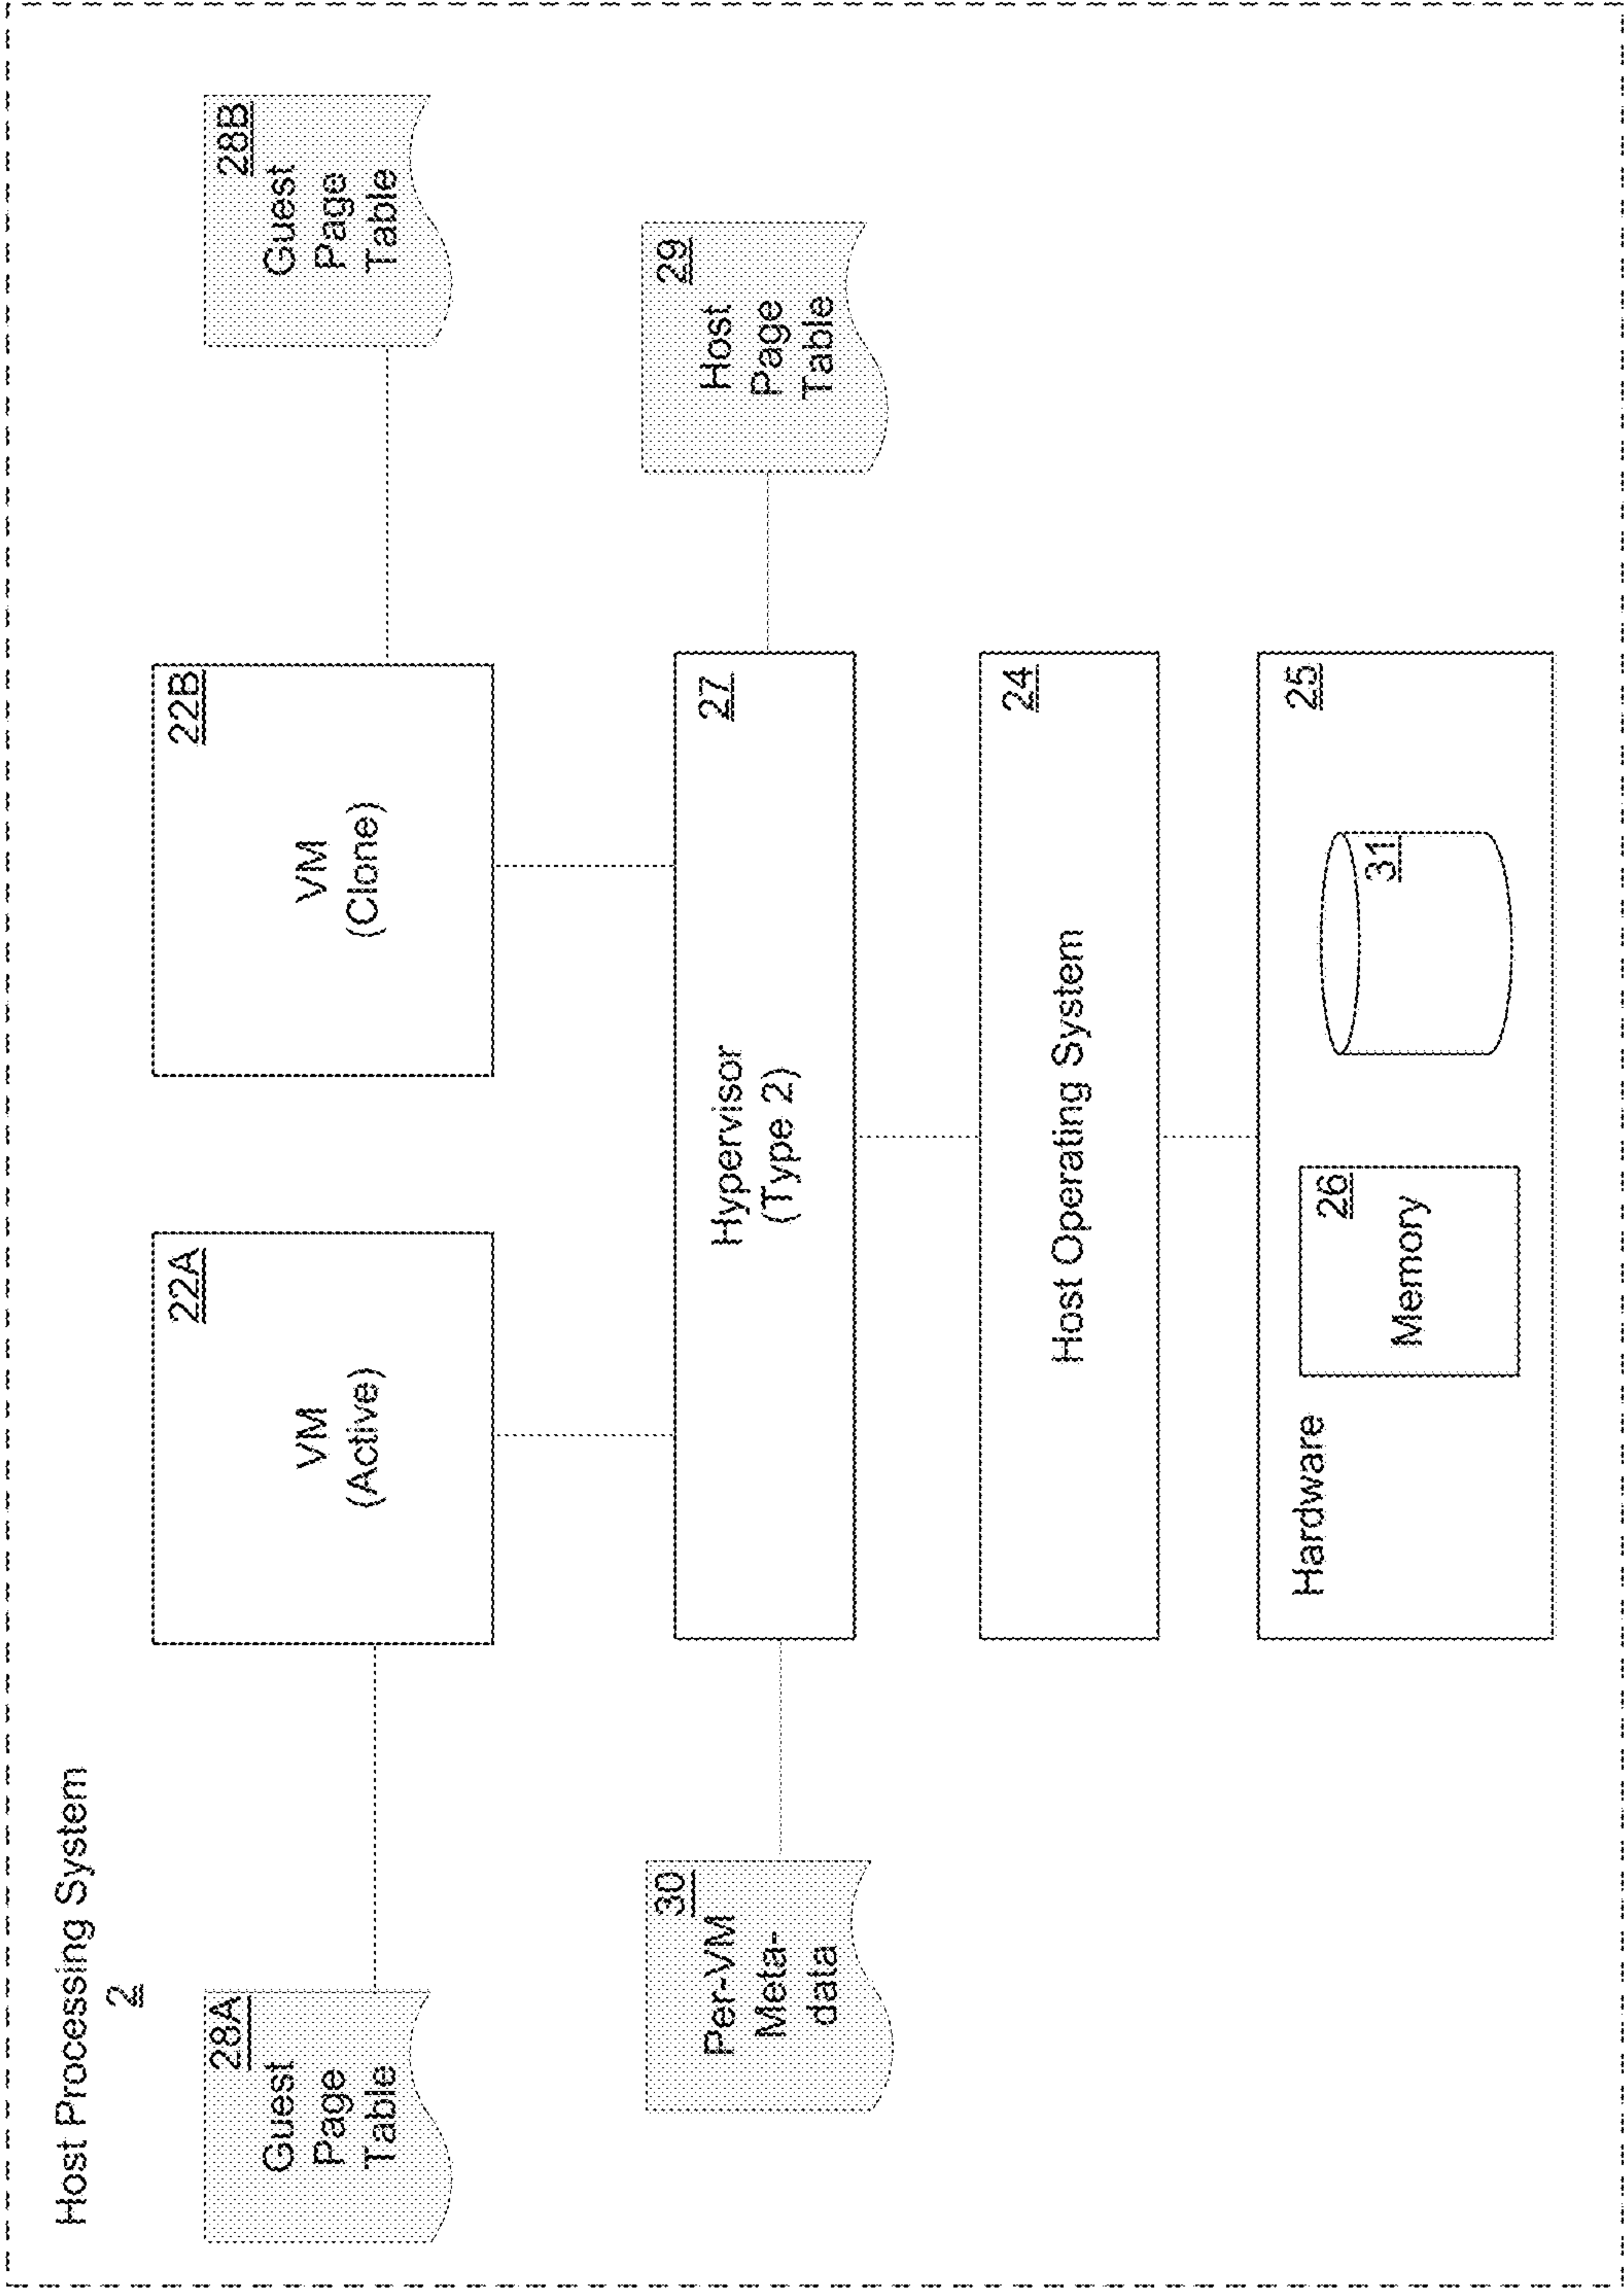 Host Processing System
2
28A
Guest
Page
Table
22A
VM
(Active)
22B
VM
(Clone)
28B
Guest
Page
Table
30
Per-VM
Meta-
data
27
Hypervisor
(Type 2)
29
Host
Page
Table
24
Host Operating System
25
Hardware
26
Memory
31